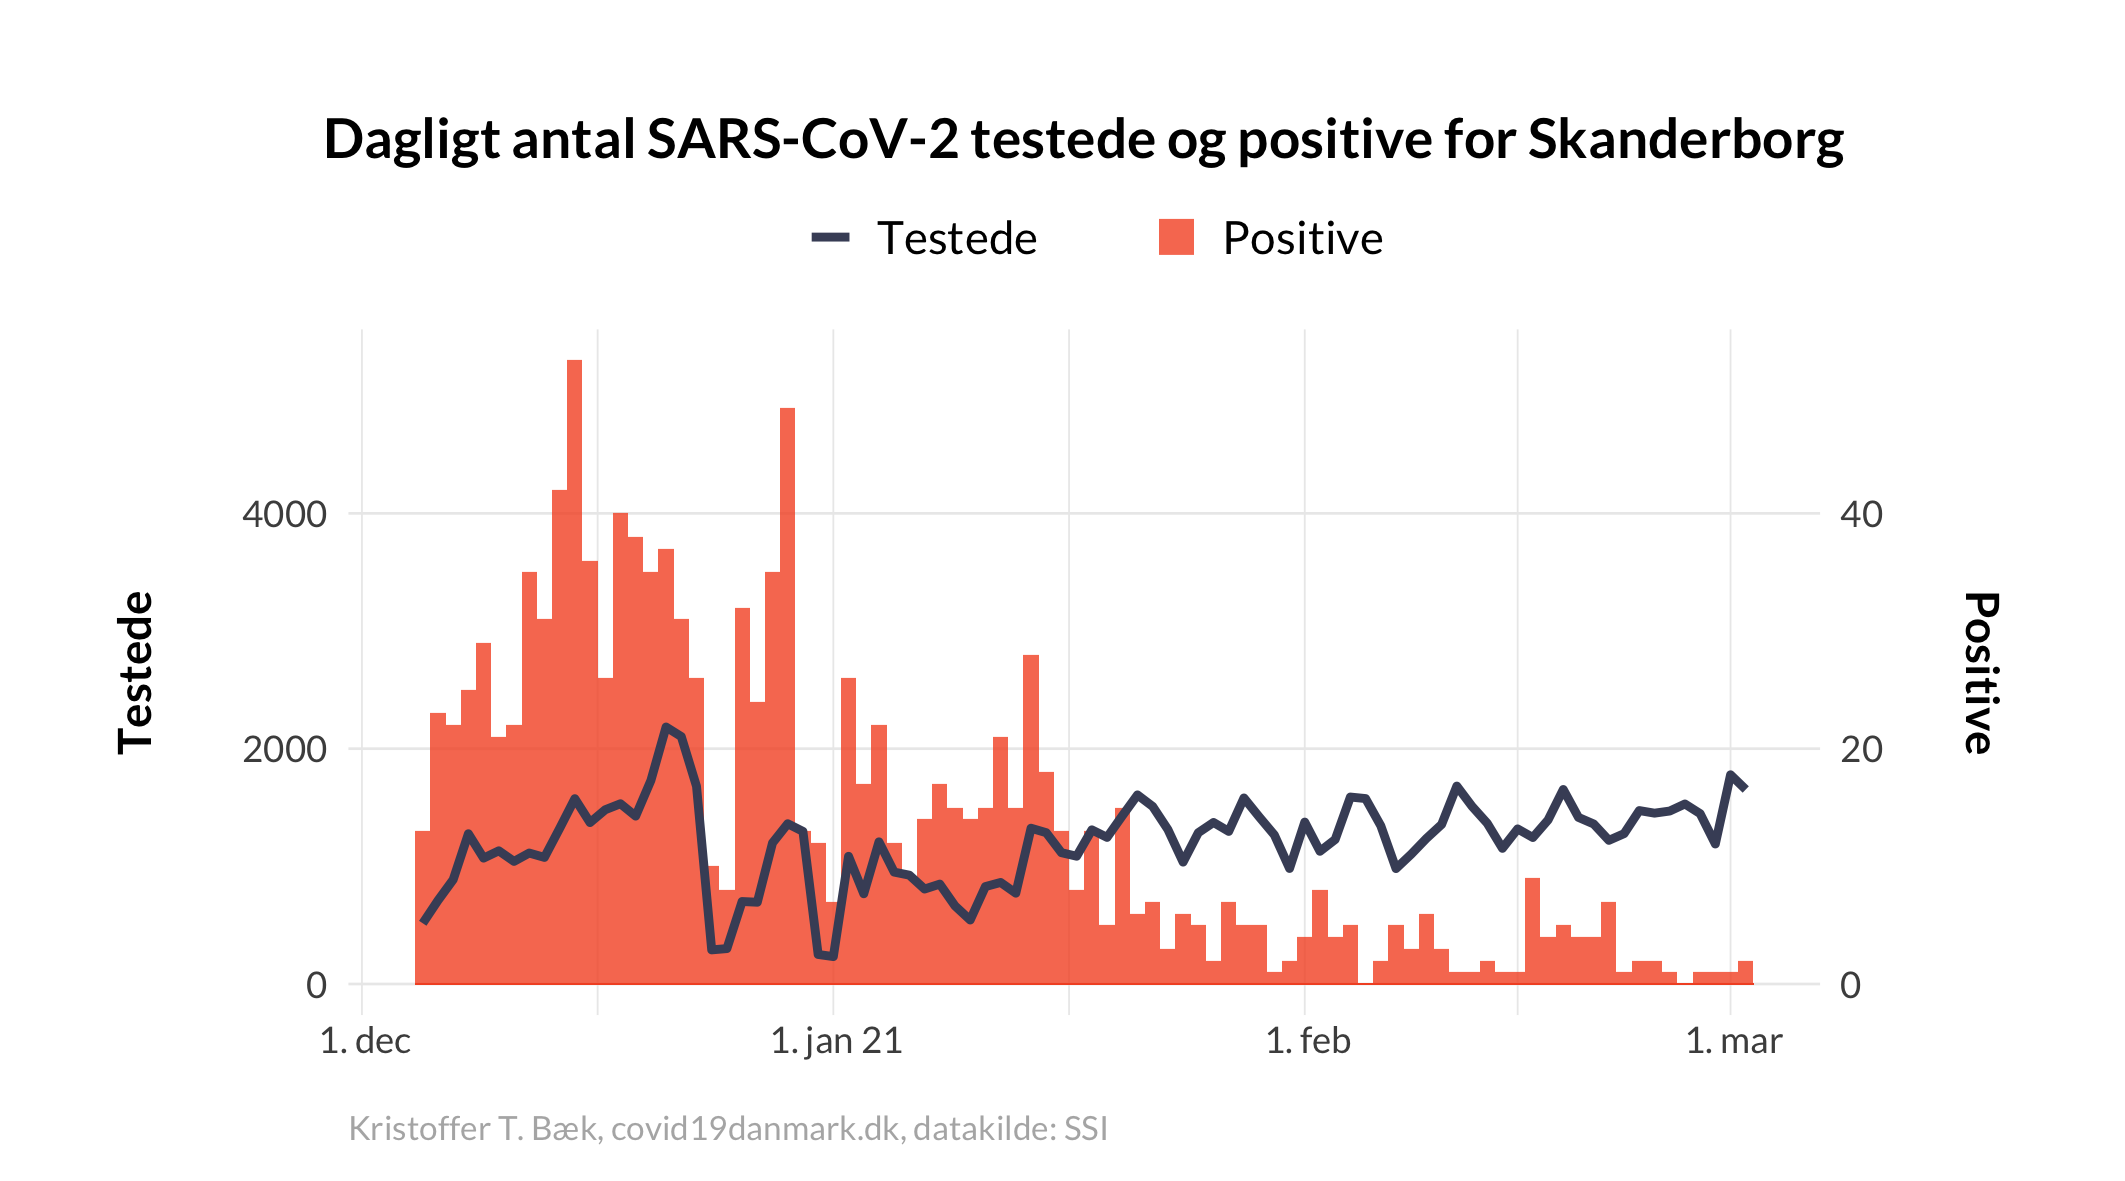 Dagligt antal SARS-CoV-2 testede og positive for Skanderborg
Testede
Positive
4000
2000
0
40
20
0
Testede
Positive
1. dec
1. jan 21
1. feb
1. mar
Kristoffer T. Bæk, covid19danmark.dk, datakilde: SSI